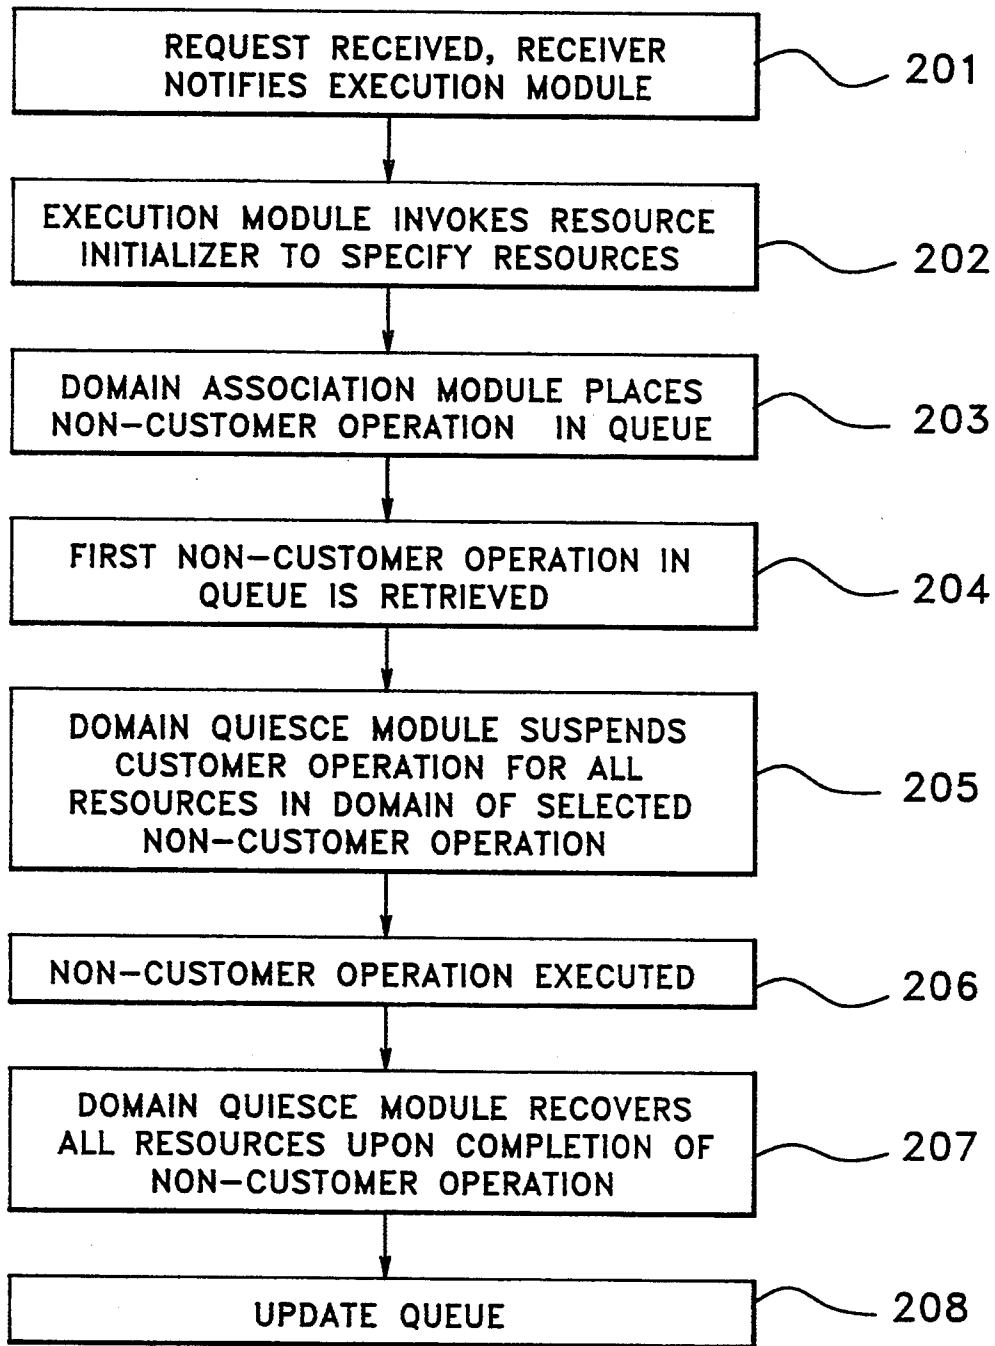 REQUEST RECEIVED, RECEIVER
NOTIFIES EXECUTION MODULE
201
EXECUTION MODULE INVOKES RESOURCE
INITIALIZER TO SPECIFY RESOURCES
202
DOMAIN ASSOCIATION MODULE PLACES
NON-CUSTOMER OPERATION IN QUEUE
203
FIRST NON-CUSTOMER OPERATION IN
QUEUE IS RETRIEVED
204
DOMAIN QUIESCE MODULE SUSPENDS
CUSTOMER OPERATION FOR ALL
RESOURCES IN DOMAIN OF SELECTED
NON-CUSTOMER OPERATION
205
NON-CUSTOMER OPERATION EXECUTED
206
DOMAIN QUIESCE MODULE RECOVERS
ALL RESOURCES UPON COMPLETION OF
NON-CUSTOMER OPERATION
207
UPDATE QUEUE
208